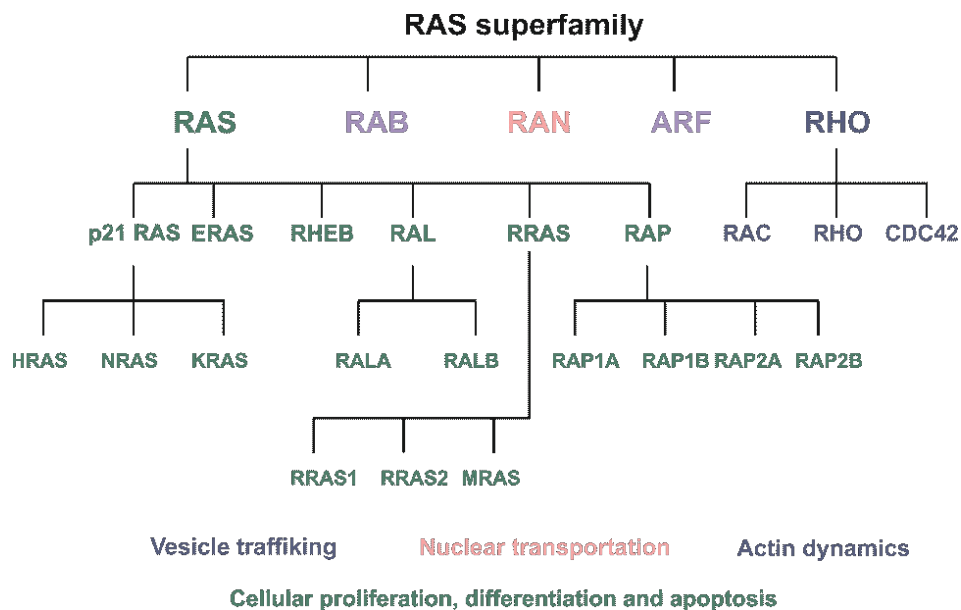 RAS superfamily
RAS RAB RAN ARF RHO
p21 RAS ERAS RHEB RAL RRAS RAP RAC RHO CDC42
HRAS NRAS KRAS RALA RALB RAP1A RAP1B RAP2A RAP2B
RRAS1 RRAS2 MRAS
Vesicle traffiking Nuclear transportation Actin dynamics
Cellular proliferation, differentiation and apoptosis